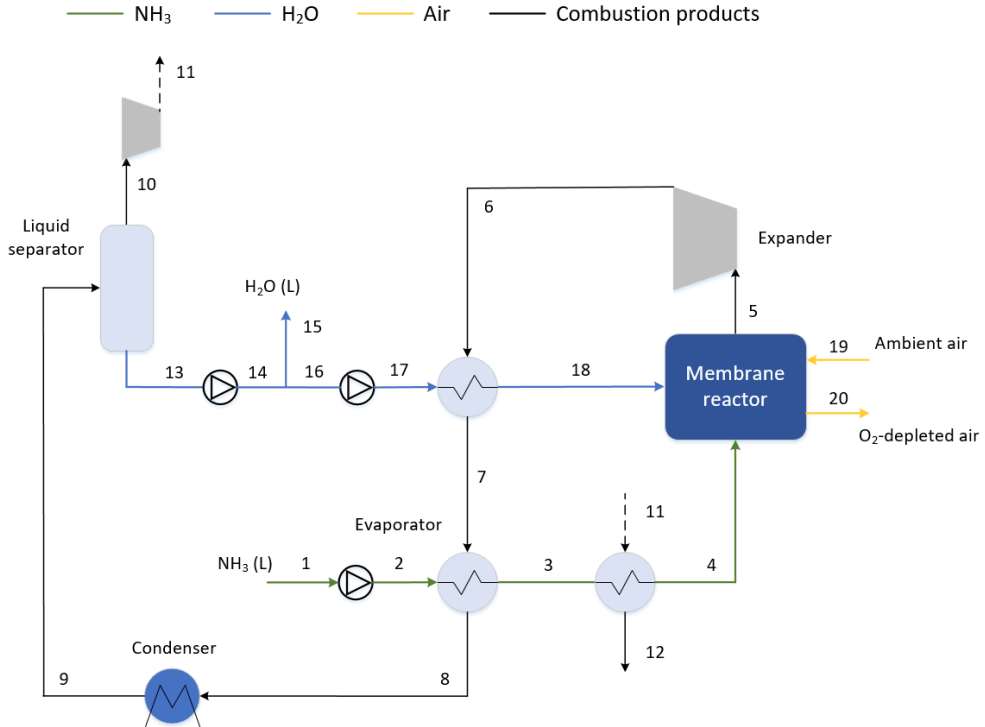 NH₃ H₂O Air Combustion products
11
10
Liquid
separator
6
Expander
H₂O (L)
5
15
19 Ambient air
13 14 16 17 18
Membrane
reactor
20
O₂-depleted air
7
11
Evaporator
NH₃ (L) 1 2 3 4
Condenser
12
9 8